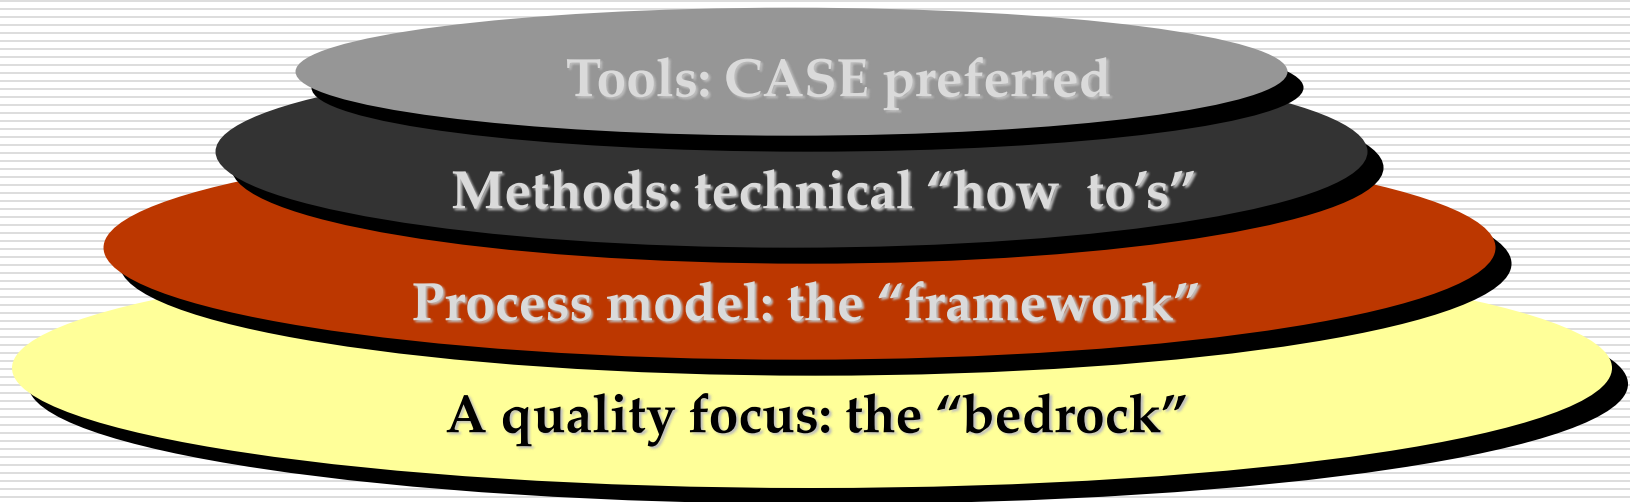 Tools: CASE preferred
Methods: technical “how  to’s”
Process model: the “framework”
A quality focus: the “bedrock”